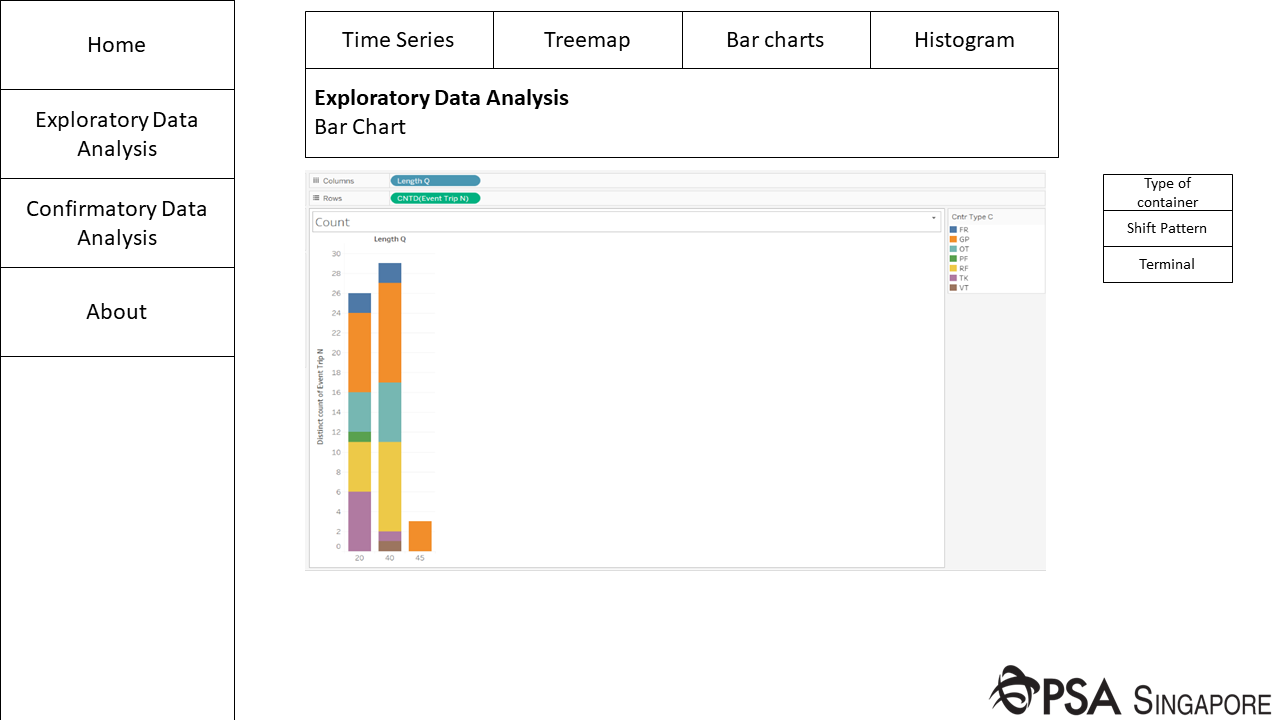 Home
Exploratory Data
Analysis
Confirmatory Data
Analysis
About
Time Series
Treemap
Bar charts
Histogram
Exploratory Data Analysis
Bar Chart
Columns
Length Q
Rows
CNTD(Event Trip N)
Count
Length Q
Distinct count of Event Trip N
30
28
26
24
22
20
18
16
14
12
10
8
6
4
2
0
20
40
45
Cntr Type C
FR
GP
OT
PF
RF
TK
VT
Type of
container
Shift Pattern
Terminal
PSA SINGAPORE